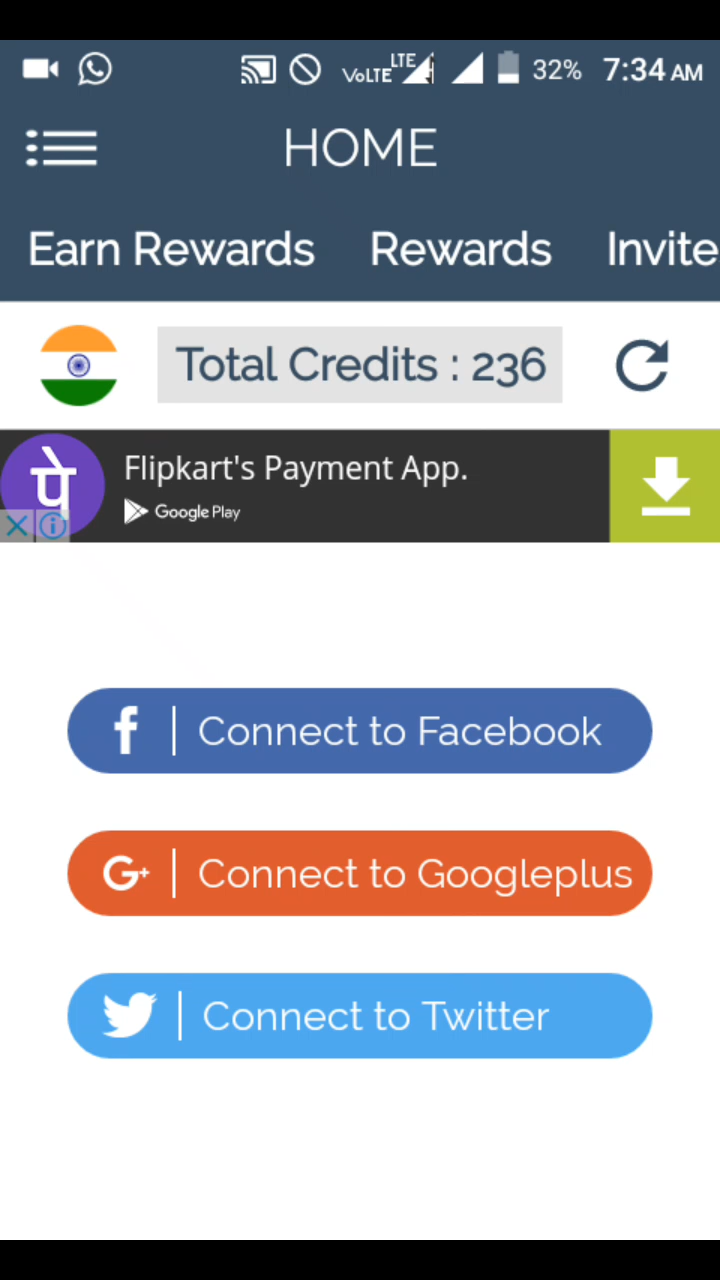 VoLTE LTE 32% 7:34 AM
HOME
Earn Rewards Rewards Invite
Total Credits : 236
पे
Flipkart's Payment App.
Google Play
f Connect to Facebook
G+ Connect to Googleplus
Connect to Twitter